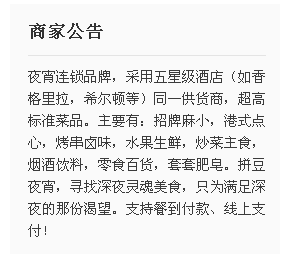 商家公告
夜宵连锁品牌，采用五星级酒店（如香
格里拉，希尔顿等）同一供货商，超高
标准菜品。主要有：招牌麻小，港式点
心，烤串卤味，水果生鲜，炒菜主食，
烟酒饮料，零食百货，套套肥皂。拼豆
夜宵，寻找深夜灵魂美食，只为满足深
夜的那份渴望。支持餐到付款、线上支
付!